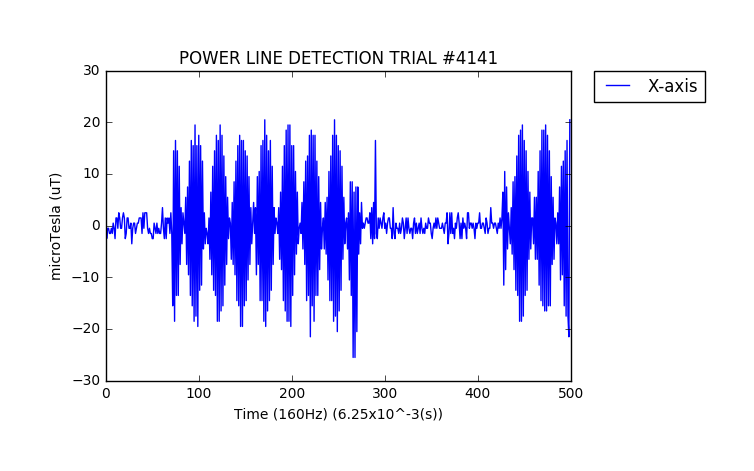 POWER LINE DETECTION TRIAL #4141
X-axis
30
20
10
0
−10
−20
−30
microTesla (uT)
0 100 200 300 400 500
Time (160Hz) (6.25x10^-3(s))